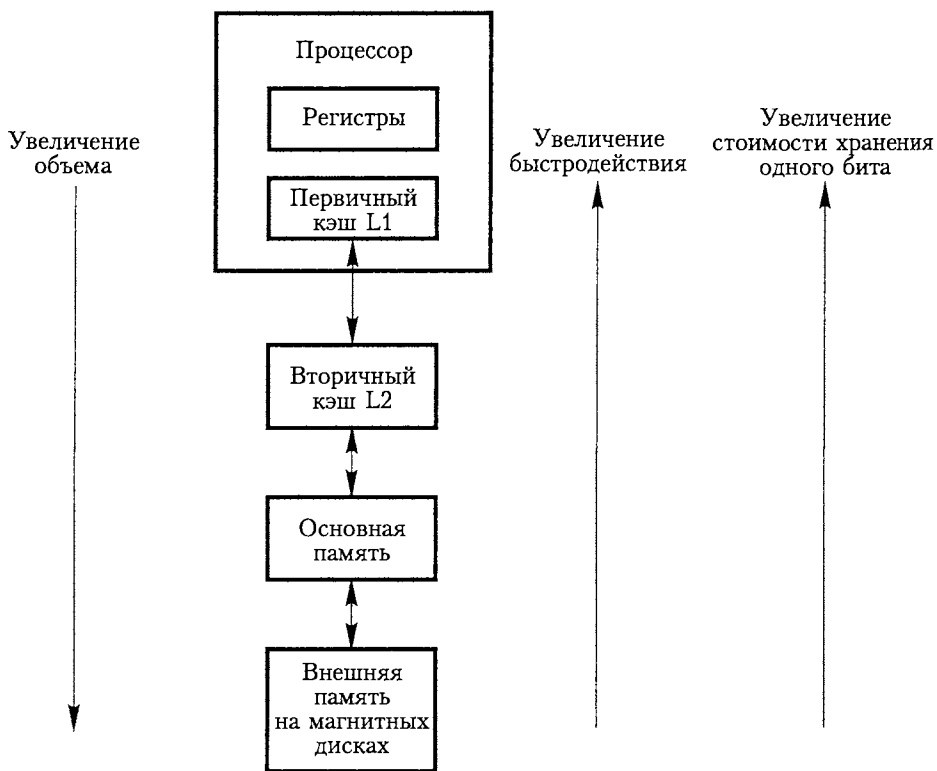 Процессор
Регистры
Первичный
кэш L1
Увеличение
объема
Увеличение
быстродействия
Увеличение
стоимости хранения
одного бита
Вторичный
кэш L2
Основная
память
Внешняя
память
на магнитных
дисках